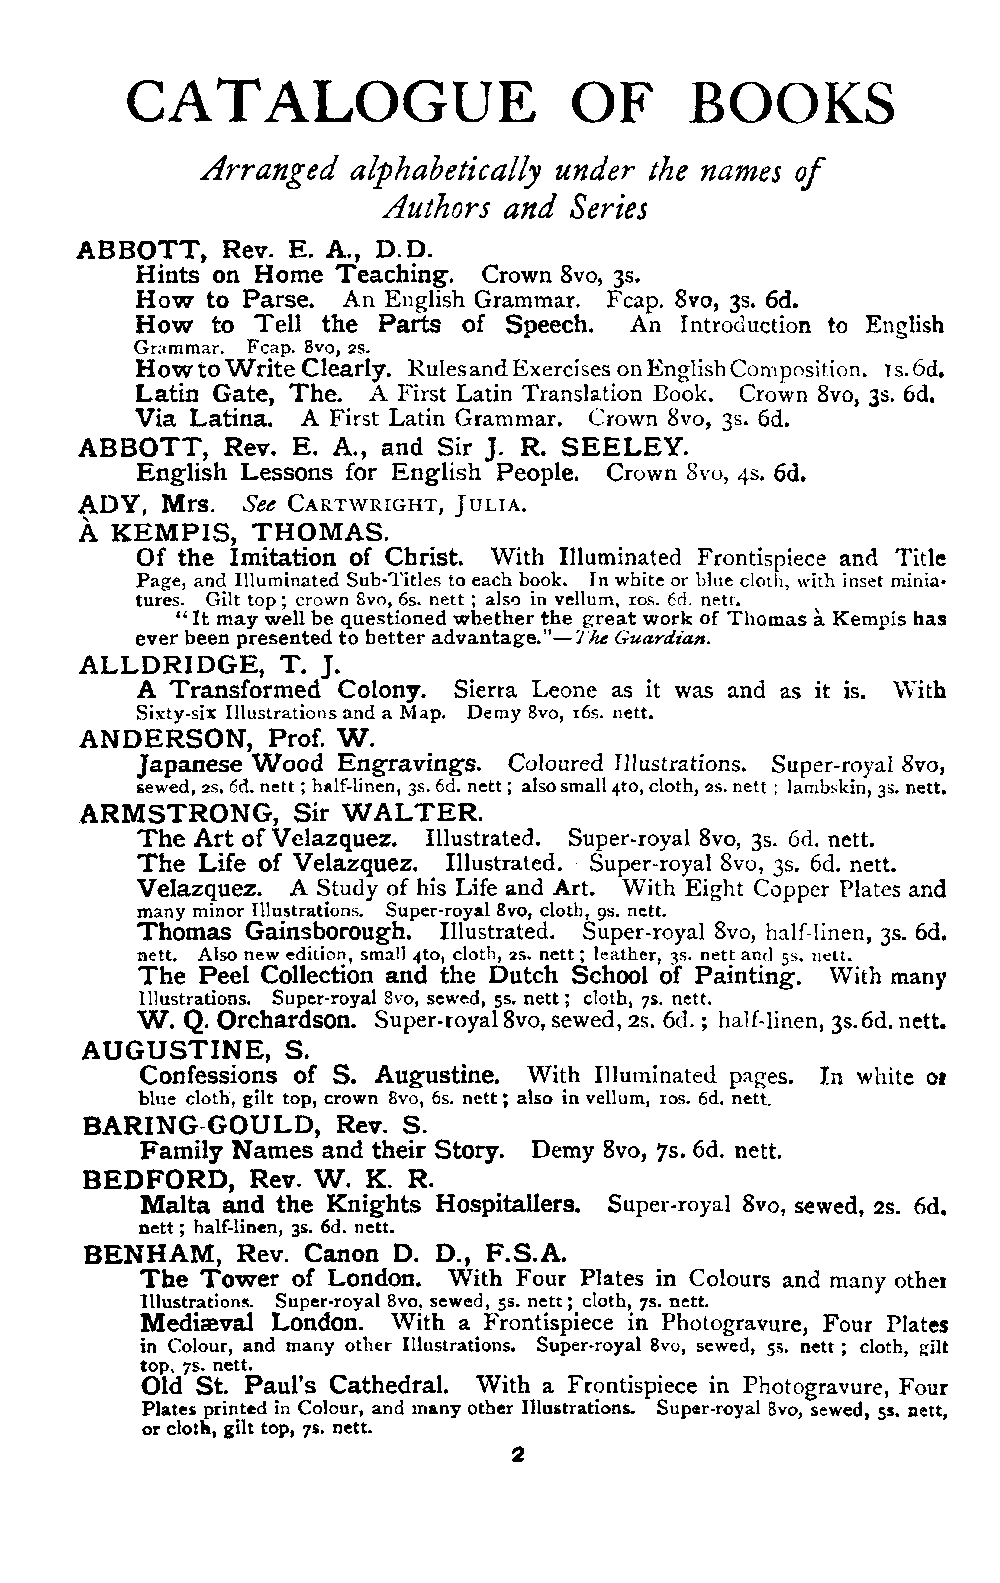 CATALOGUE OF BOOKS
Arranged alphabetically under the names of
Authors and Series
ABBOTT, Rev. E. A., D.D.
Hints on Home Teaching. Crown 8vo, 3s.
How to Parse. An English Grammar. Fcap. 8vo, 3s. 6d.
How to Tell the Parts of Speech. An Introduction to English
Grammar. Fcap. 8vo, 2s.
How to Write Clearly. Rules and Exercises on English Composition. 1s. 6d.
Latin Gate, The. A First Latin Translation Book. Crown 8vo, 3s. 6d.
Via Latina. A First Latin Grammar. Crown 8vo, 3s. 6d.
ABBOTT, Rev. E. A., and Sir J. R. SEELEY.
English Lessons for English People. Crown 8vo, 4s. 6d.
ADY, Mrs. See CARTWRIGHT, JULIA.
À KEMPIS, THOMAS.
Of the Imitation of Christ. With Illuminated Frontispiece and Title
Page, and Illuminated Sub-Titles to each book. In white or blue cloth, with inset minia-
tures. Gilt top; crown 8vo, 6s. nett; also in vellum, 10s. 6d. nett.
"It may well be questioned whether the great work of Thomas à Kempis has
ever been presented to better advantage."—The Guardian.
ALLDRIDGE, T. J.
A Transformed Colony. Sierra Leone as it was and as it is. With
Sixty-six Illustrations and a Map. Demy 8vo, 16s. nett.
ANDERSON, Prof. W.
Japanese Wood Engravings. Coloured Illustrations. Super-royal 8vo,
sewed, 2s. 6d. nett; half-linen, 3s. 6d. nett; also small 4to, cloth, 2s. nett; lambskin, 3s. nett.
ARMSTRONG, Sir WALTER.
The Art of Velazquez. Illustrated. Super-royal 8vo, 3s. 6d. nett.
The Life of Velazquez. Illustrated. Super-royal 8vo, 3s. 6d. nett.
Velazquez. A Study of his Life and Art. With Eight Copper Plates and
many minor Illustrations. Super-royal 8vo, cloth, 9s. nett.
Thomas Gainsborough. Illustrated. Super-royal 8vo, half-linen, 3s. 6d.
nett. Also new edition, small 4to, cloth, 2s. nett; leather, 3s. nett and 5s. nett.
The Peel Collection and the Dutch School of Painting. With many
Illustrations. Super-royal 8vo, sewed, 5s. nett; cloth, 7s. nett.
W. Q. Orchardson. Super-royal 8vo, sewed, 2s. 6d.; half-linen, 3s. 6d. nett.
AUGUSTINE, S.
Confessions of S. Augustine. With Illuminated pages. In white or
blue cloth, gilt top, crown 8vo, 6s. nett; also in vellum, 10s. 6d. nett.
BARING-GOULD, Rev. S.
Family Names and their Story. Demy 8vo, 7s. 6d. nett.
BEDFORD, Rev. W. K. R.
Malta and the Knights Hospitallers. Super-royal 8vo, sewed, 2s. 6d.
nett; half-linen, 3s. 6d. nett.
BENHAM, Rev. Canon D. D., F.S.A.
The Tower of London. With Four Plates in Colours and many other
Illustrations. Super-royal 8vo, sewed, 5s. nett; cloth, 7s. nett.
Mediæval London. With a Frontispiece in Photogravure, Four Plates
in Colour, and many other Illustrations. Super-royal 8vo, sewed, 5s. nett; cloth, gilt
top, 7s. nett.
Old St. Paul's Cathedral. With a Frontispiece in Photogravure, Four
Plates printed in Colour, and many other Illustrations. Super-royal 8vo, sewed, 5s. nett,
or cloth, gilt top, 7s. nett.
2